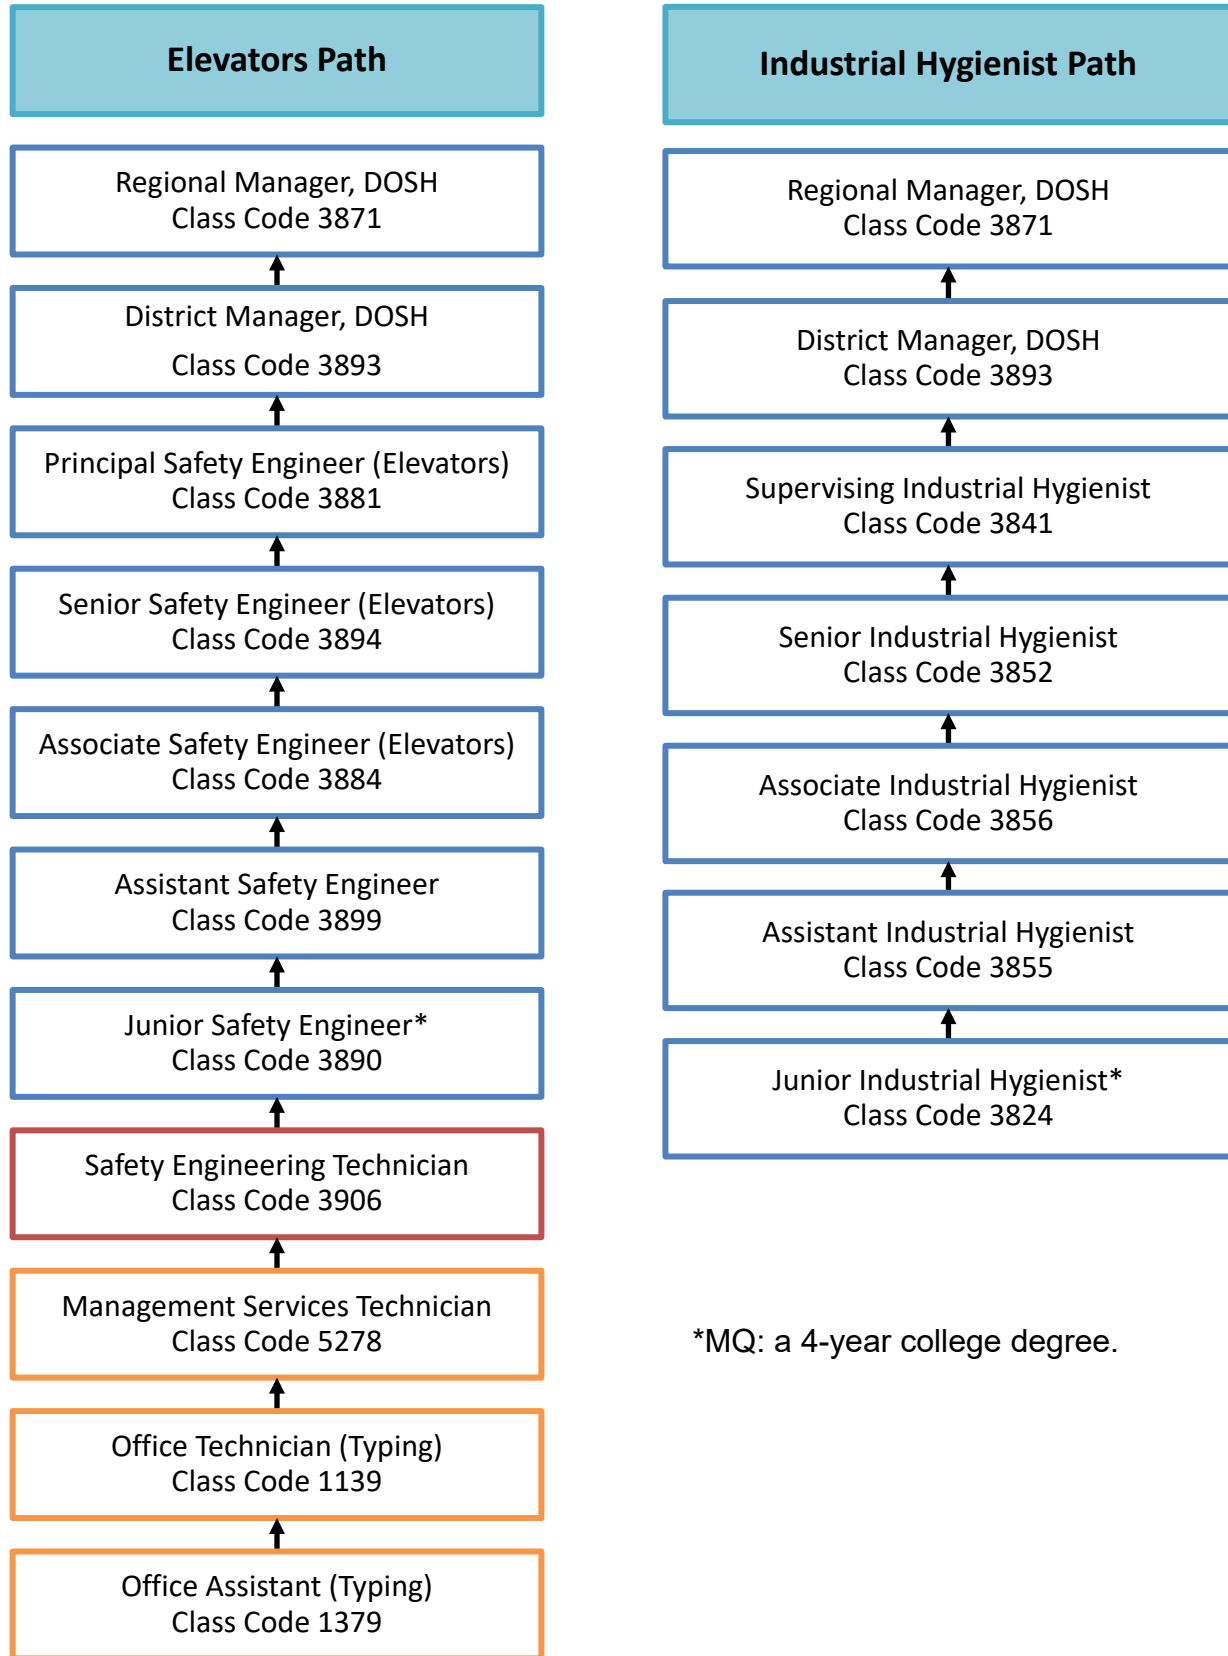 Elevators Path
Regional Manager, DOSH
Class Code 3871
District Manager, DOSH
Class Code 3893
Principal Safety Engineer (Elevators)
Class Code 3881
Senior Safety Engineer (Elevators)
Class Code 3894
Associate Safety Engineer (Elevators)
Class Code 3884
Assistant Safety Engineer
Class Code 3899
Junior Safety Engineer*
Class Code 3890
Safety Engineering Technician
Class Code 3906
Management Services Technician
Class Code 5278
Office Technician (Typing)
Class Code 1139
Office Assistant (Typing)
Class Code 1379
Industrial Hygienist Path
Regional Manager, DOSH
Class Code 3871
District Manager, DOSH
Class Code 3893
Supervising Industrial Hygienist
Class Code 3841
Senior Industrial Hygienist
Class Code 3852
Associate Industrial Hygienist
Class Code 3856
Assistant Industrial Hygienist
Class Code 3855
Junior Industrial Hygienist*
Class Code 3824
*MQ: a 4-year college degree.